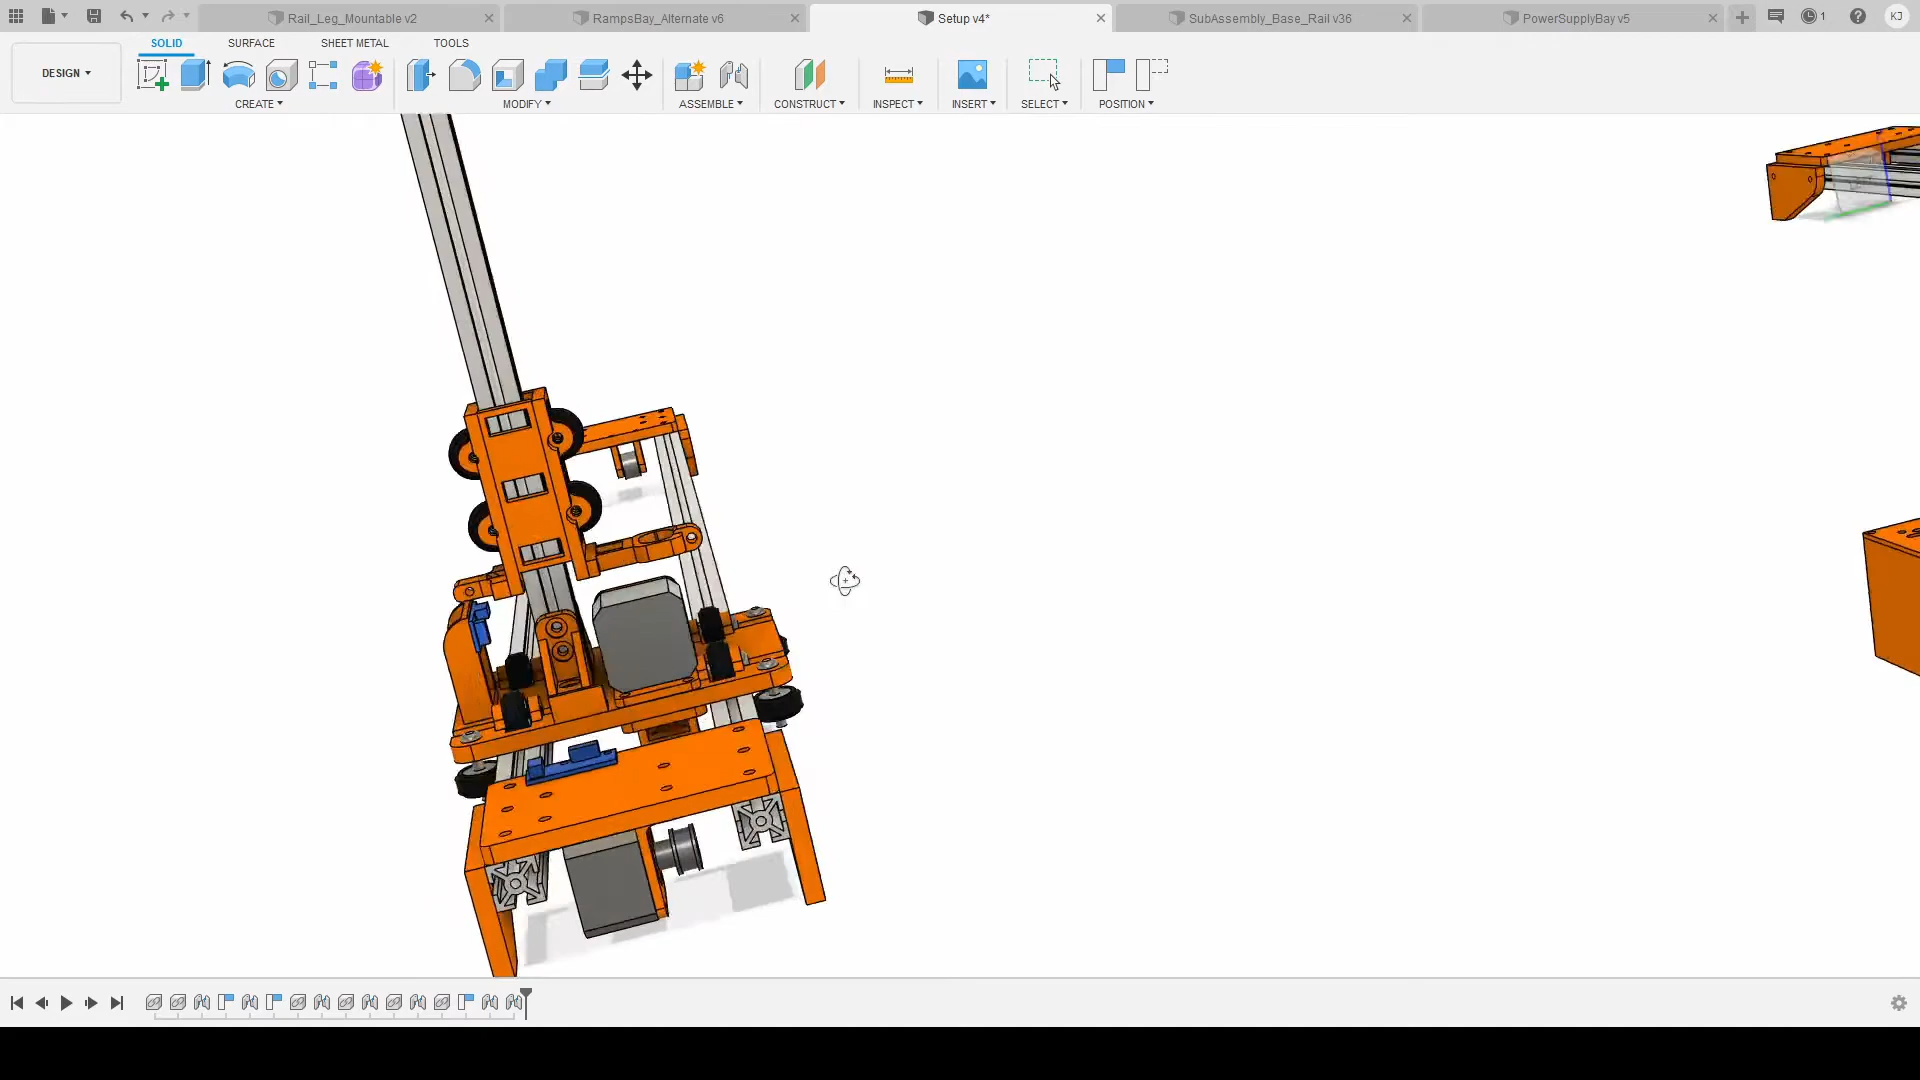 Rail_Leg_Mountable v2
RampsBay_Alternate v6
Setup v4*
SubAssembly_Base_Rail v36
PowerSupplyBay v5
1
KJ
DESIGN
SOLID
SURFACE
SHEET METAL
TOOLS
CREATE
MODIFY
ASSEMBLE
CONSTRUCT
INSPECT
INSERT
SELECT
POSITION